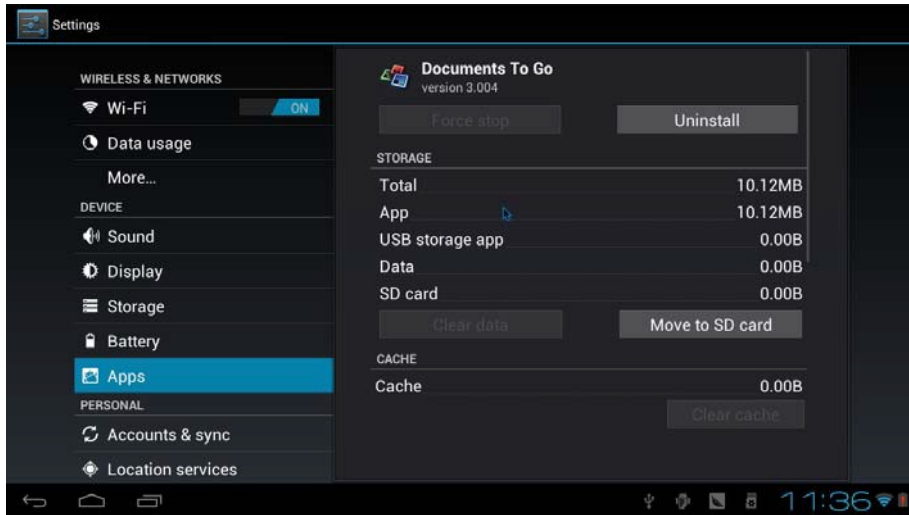 Settings
WIRELESS & NETWORKS
Wi-Fi ON
Data usage
More...
DEVICE
Sound
Display
Storage
Battery
Apps
PERSONAL
Accounts & sync
Location services
Documents To Go
version 3.004
Force stop Uninstall
STORAGE
Total 10.12MB
App 10.12MB
USB storage app 0.00B
Data 0.00B
SD card 0.00B
Clear data Move to SD card
CACHE
Cache 0.00B
Clear cache
11:36